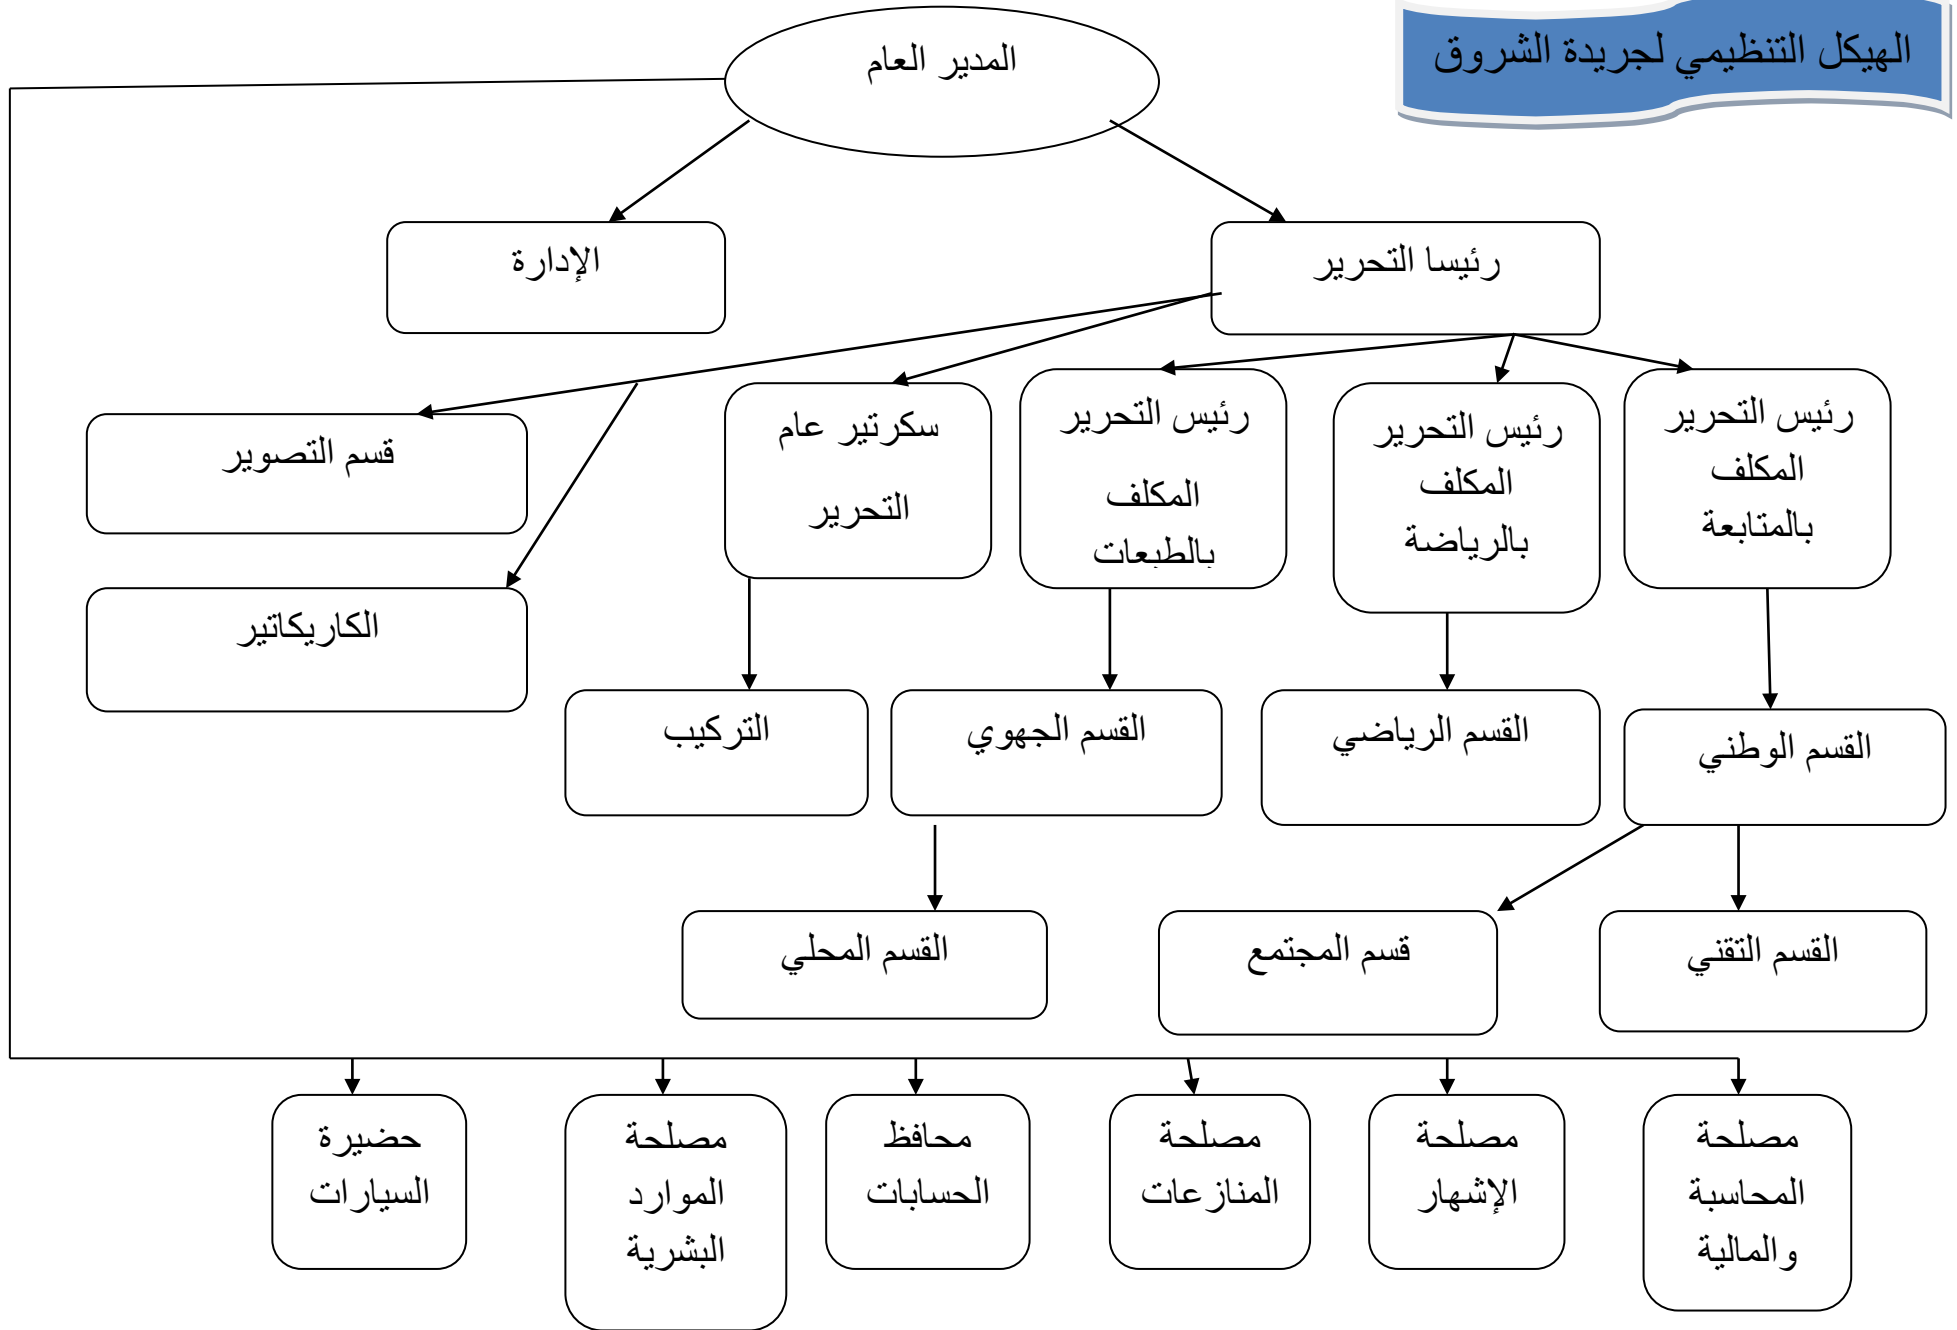 الهيكل التنظيمي لجريدة الشروق
المدير العام
رئيسا التحرير
الإدارة
رئيس التحرير
المكلف
بالمتابعة
رئيس التحرير
المكلف
بالرياضة
رئيس التحرير
المكلف
بالطبعات
سكرتير عام
التحرير
قسم التصوير
الكاريكاتير
القسم الوطني
القسم الرياضي
القسم الجهوي
التركيب
القسم التقني
قسم المجتمع
القسم المحلي
مصلحة
المحاسبة
والمالية
مصلحة
الإشهار
مصلحة
المنازعات
محافظ
الحسابات
مصلحة
الموارد
البشرية
حضيرة
السيارات